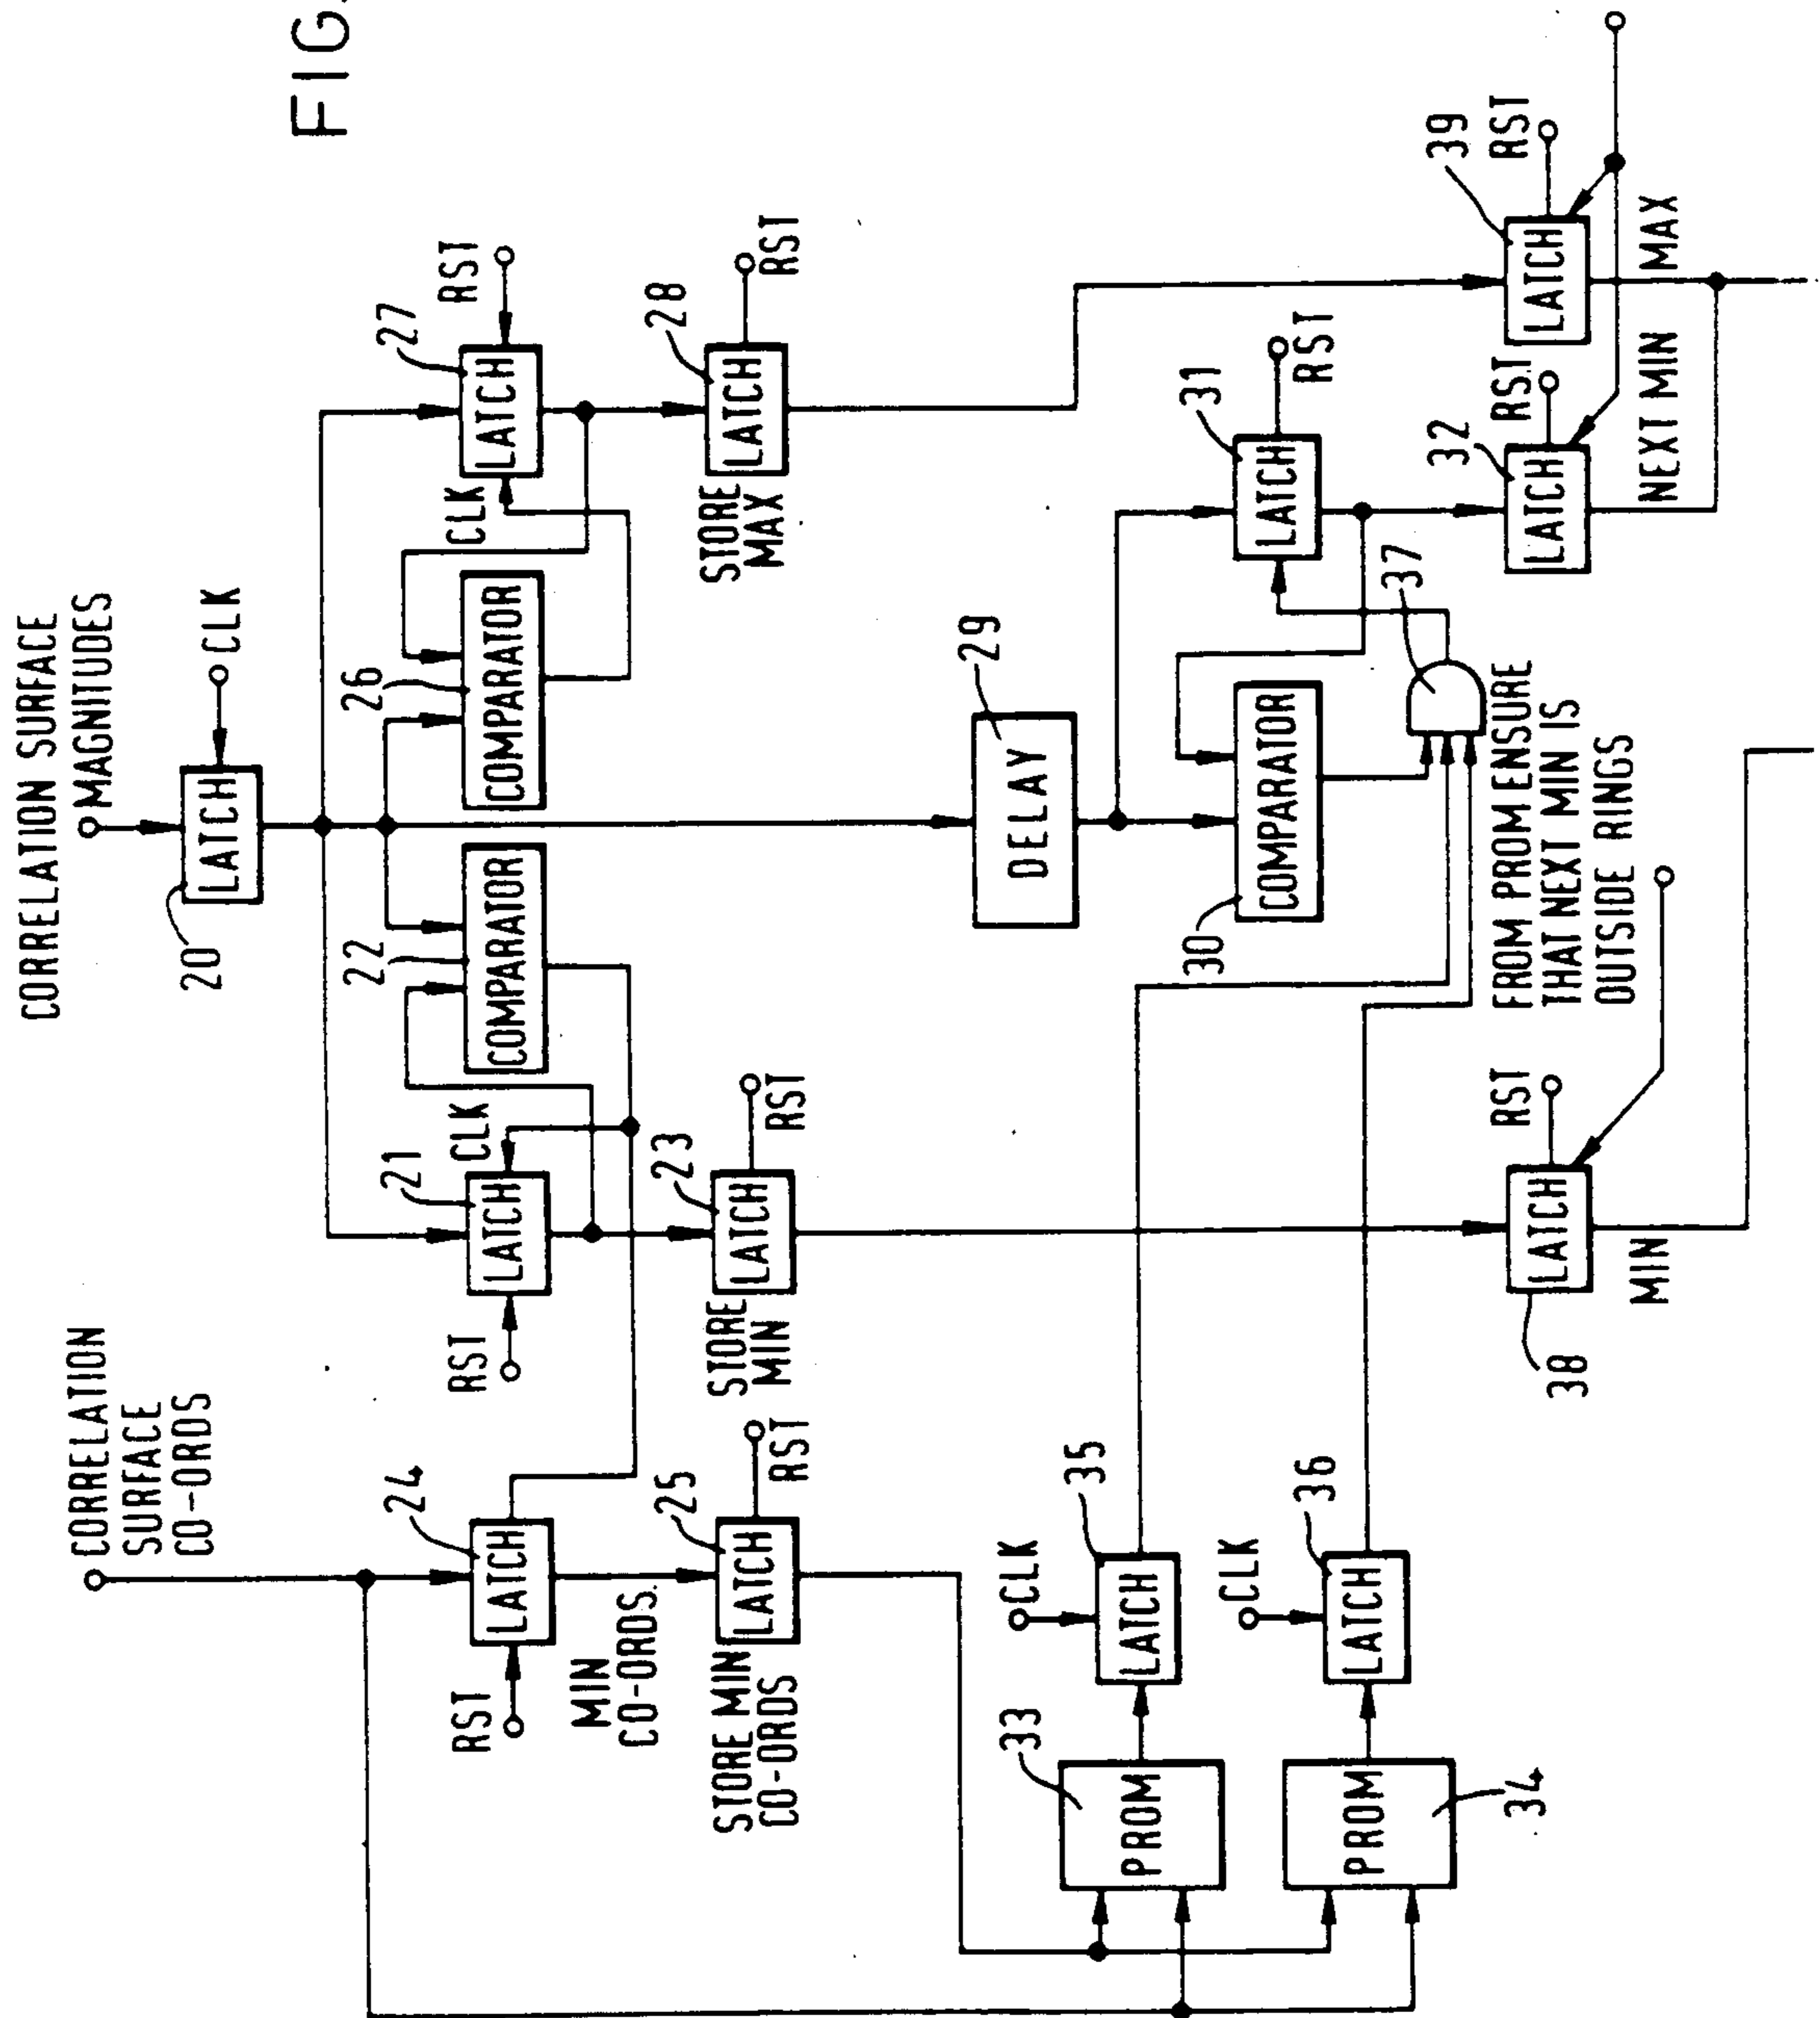 FIG.
CORRELATION SURFACE
MAGNITUDES
CORRELATION
SURFACE
CO-ORDS
CLK
20
LATCH
RST
24
LATCH
MIN
CO-ORDS.
STORE MIN
CO-ORDS
25
LATCH
RST
RST
21
LATCH
CLK
STORE
MIN
23
LATCH
RST
22
COMPARATOR
26
COMPARATOR
CLK
27
LATCH
RST
STORE
MAX
28
LATCH
RST
29
DELAY
30
COMPARATOR
31
LATCH
RST
37
FROM PROM ENSURE
THAT NEXT MIN IS
OUTSIDE RINGS
33
PROM
CLK
35
LATCH
34
PROM
CLK
36
LATCH
38
LATCH
RST
MIN
32
LATCH
RST
NEXT MIN
39
LATCH
RST
MAX